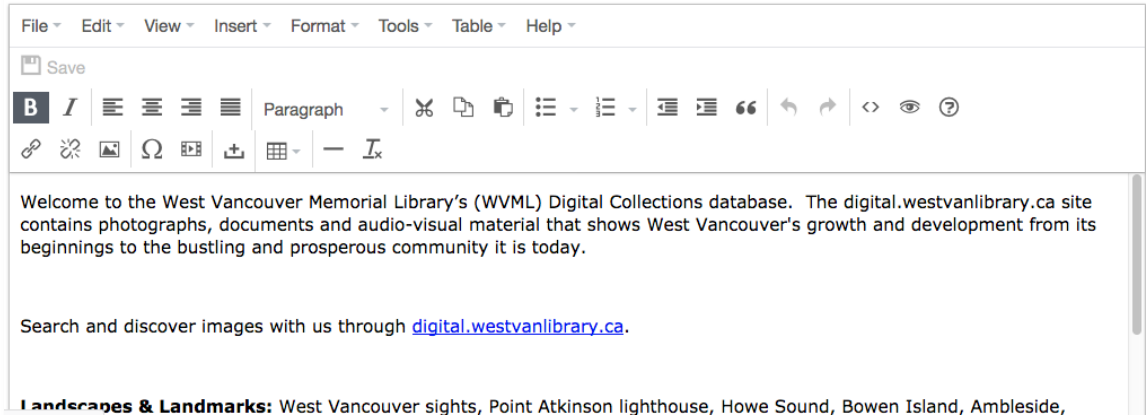 File Edit View Insert Format Tools Table Help
Save
B I Paragraph
Welcome to the West Vancouver Memorial Library’s (WVML) Digital Collections database.  The digital.westvanlibrary.ca site
contains photographs, documents and audio-visual material that shows West Vancouver's growth and development from its
beginnings to the bustling and prosperous community it is today.
Search and discover images with us through digital.westvanlibrary.ca.
Landscapes & Landmarks: West Vancouver sights, Point Atkinson lighthouse, Howe Sound, Bowen Island, Ambleside,